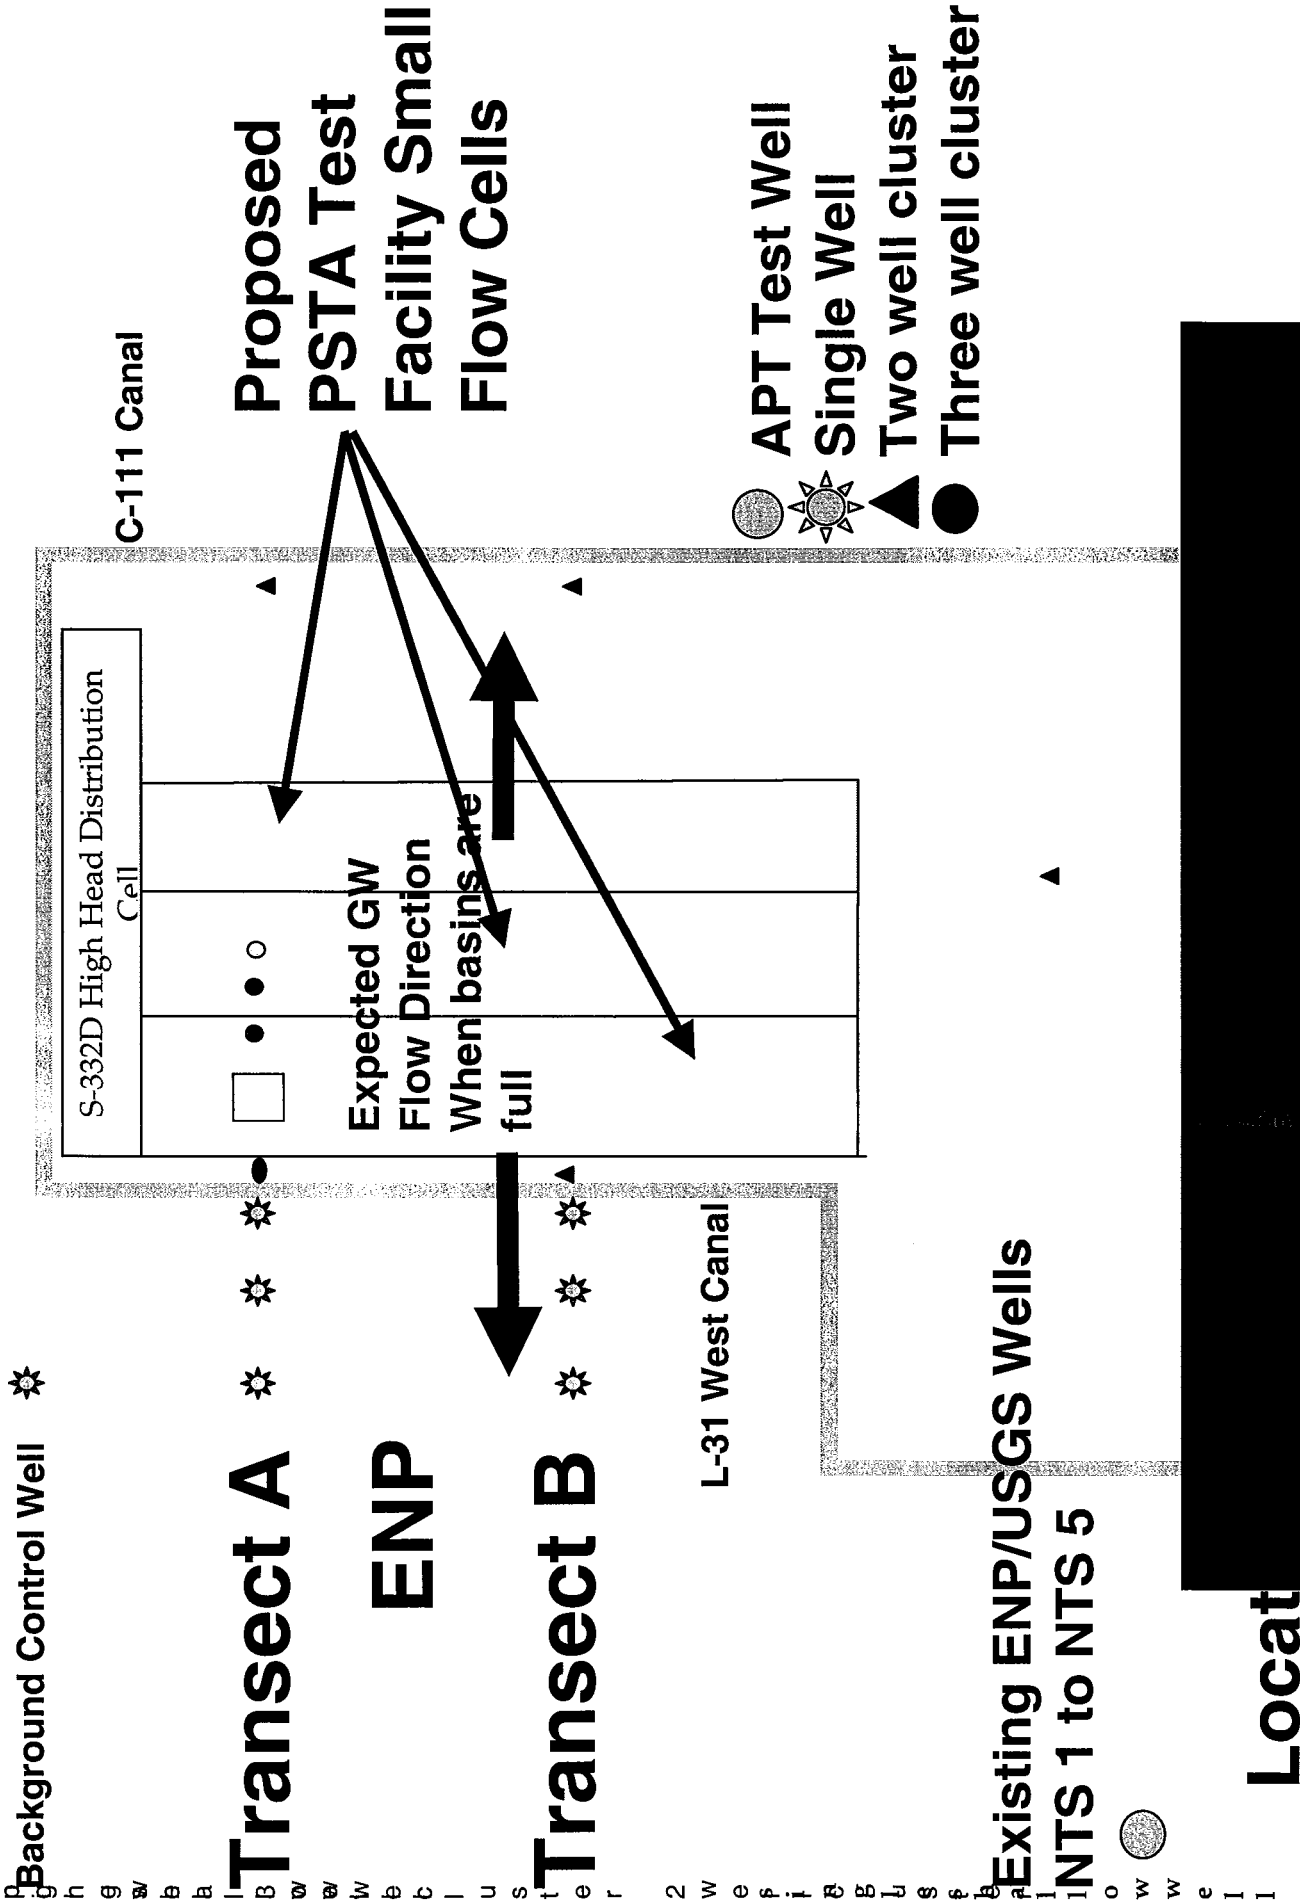 Background Control Well
C-111 Canal
S-332D High Head Distribution
Cell
Proposed
PSTA Test
Facility Small
Flow Cells
Transect A
ENP
Transect B
Expected GW
Flow Direction
When basins are
full
L-31 West Canal
APT Test Well
Single Well
Two well cluster
Three well cluster
Existing ENP/USGS Wells
NTS 1 to NTS 5
Locat